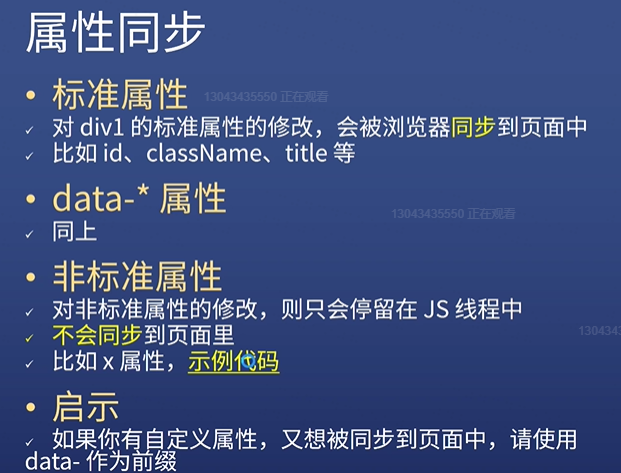 属性同步
• 标准属性
13043435550 正在观看
✓ 对 div1 的标准属性的修改，会被浏览器同步到页面中
✓ 比如 id、className、title 等
• data-* 属性
13043435550 正在观看
✓ 同上
• 非标准属性
✓ 对非标准属性的修改，则只会停留在 JS 线程中
✓ 不会同步到页面里
130434
✓ 比如 x 属性，示例代码
• 启示
✓ 如果你有自定义属性，又想被同步到页面中，请使用
data- 作为前缀